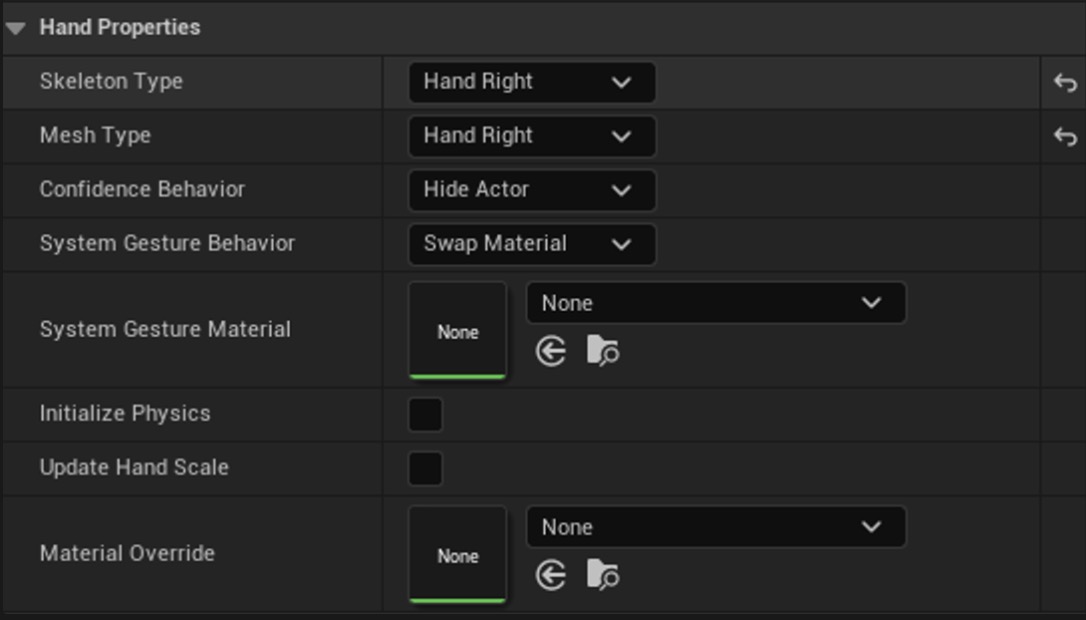 Hand Properties
Skeleton Type
Hand Right
Mesh Type
Hand Right
Confidence Behavior
Hide Actor
System Gesture Behavior
Swap Material
System Gesture Material
None
None
Initialize Physics
Update Hand Scale
Material Override
None
None